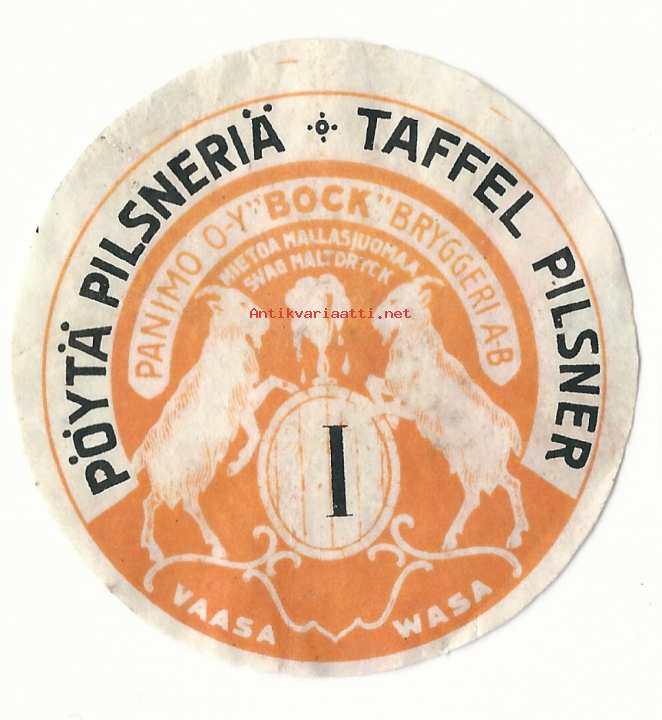 PÖYTÄ PILSNERIÄ TAFFEL PILSNER
PANIMO O-Y "BOCK" BRYGGERI A-B
MIETOA MALLASJUOMAA
SVAG MALTDRYCK
Antikvariaatti.net
I
VAASA WASA